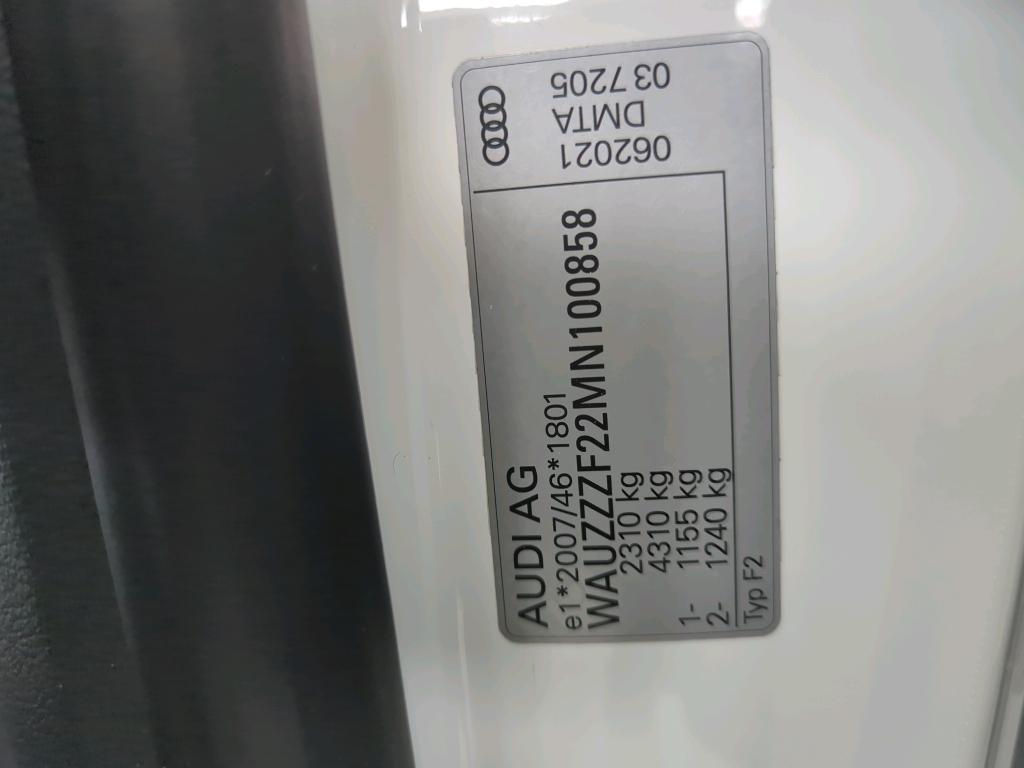 AUDI AG
e1*2007/46*1801
WAUZZZF22MN100858
2310 kg
4310 kg
1- 1155 kg
2- 1240 kg
Typ F2
062021
DMTA
03 7205